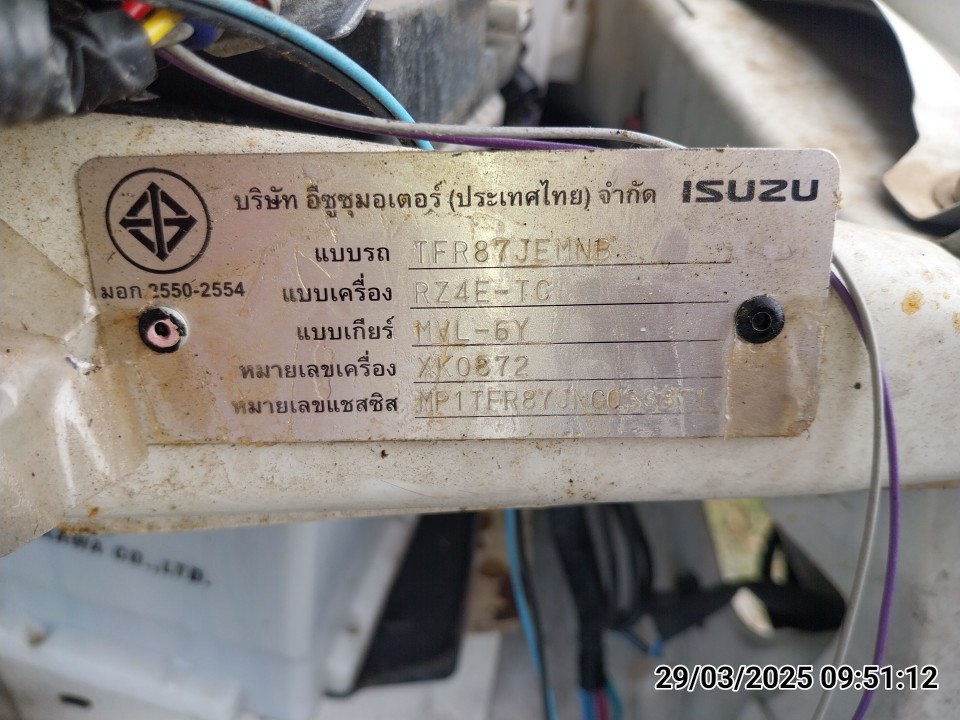 บริษัท อีซูซุมอเตอร์ (ประเทศไทย) จำกัด ISUZU
แบบรถ TFR87JEMNB
มอก 2550-2554
แบบเครื่อง RZ4E-TC
แบบเกียร์ MVL-6Y
หมายเลขเครื่อง XK0872
หมายเลขแชสซิส
CO.,LTD.
29/03/2025 09:51:12